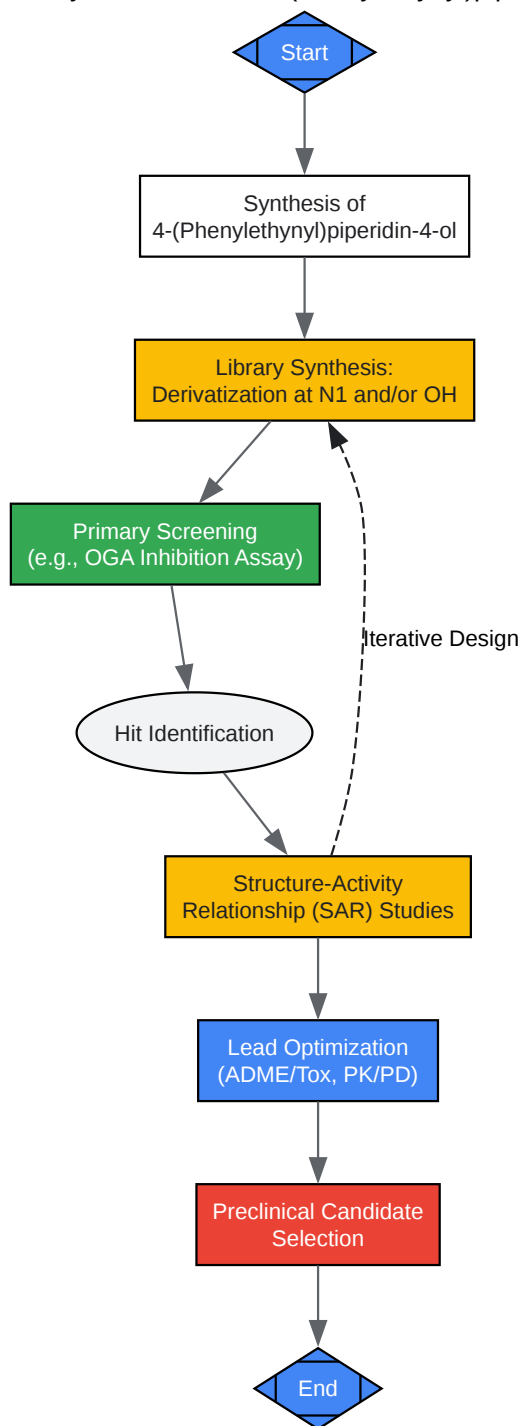 Start
Synthesis of
4-(Phenylethynyl)piperidin-4-ol
Library Synthesis:
Derivatization at N1 and/or OH
Primary Screening
(e.g., OGA Inhibition Assay)
Iterative Design
Hit Identification
Structure-Activity
Relationship (SAR) Studies
Lead Optimization
(ADME/Tox, PK/PD)
Preclinical Candidate
Selection
End